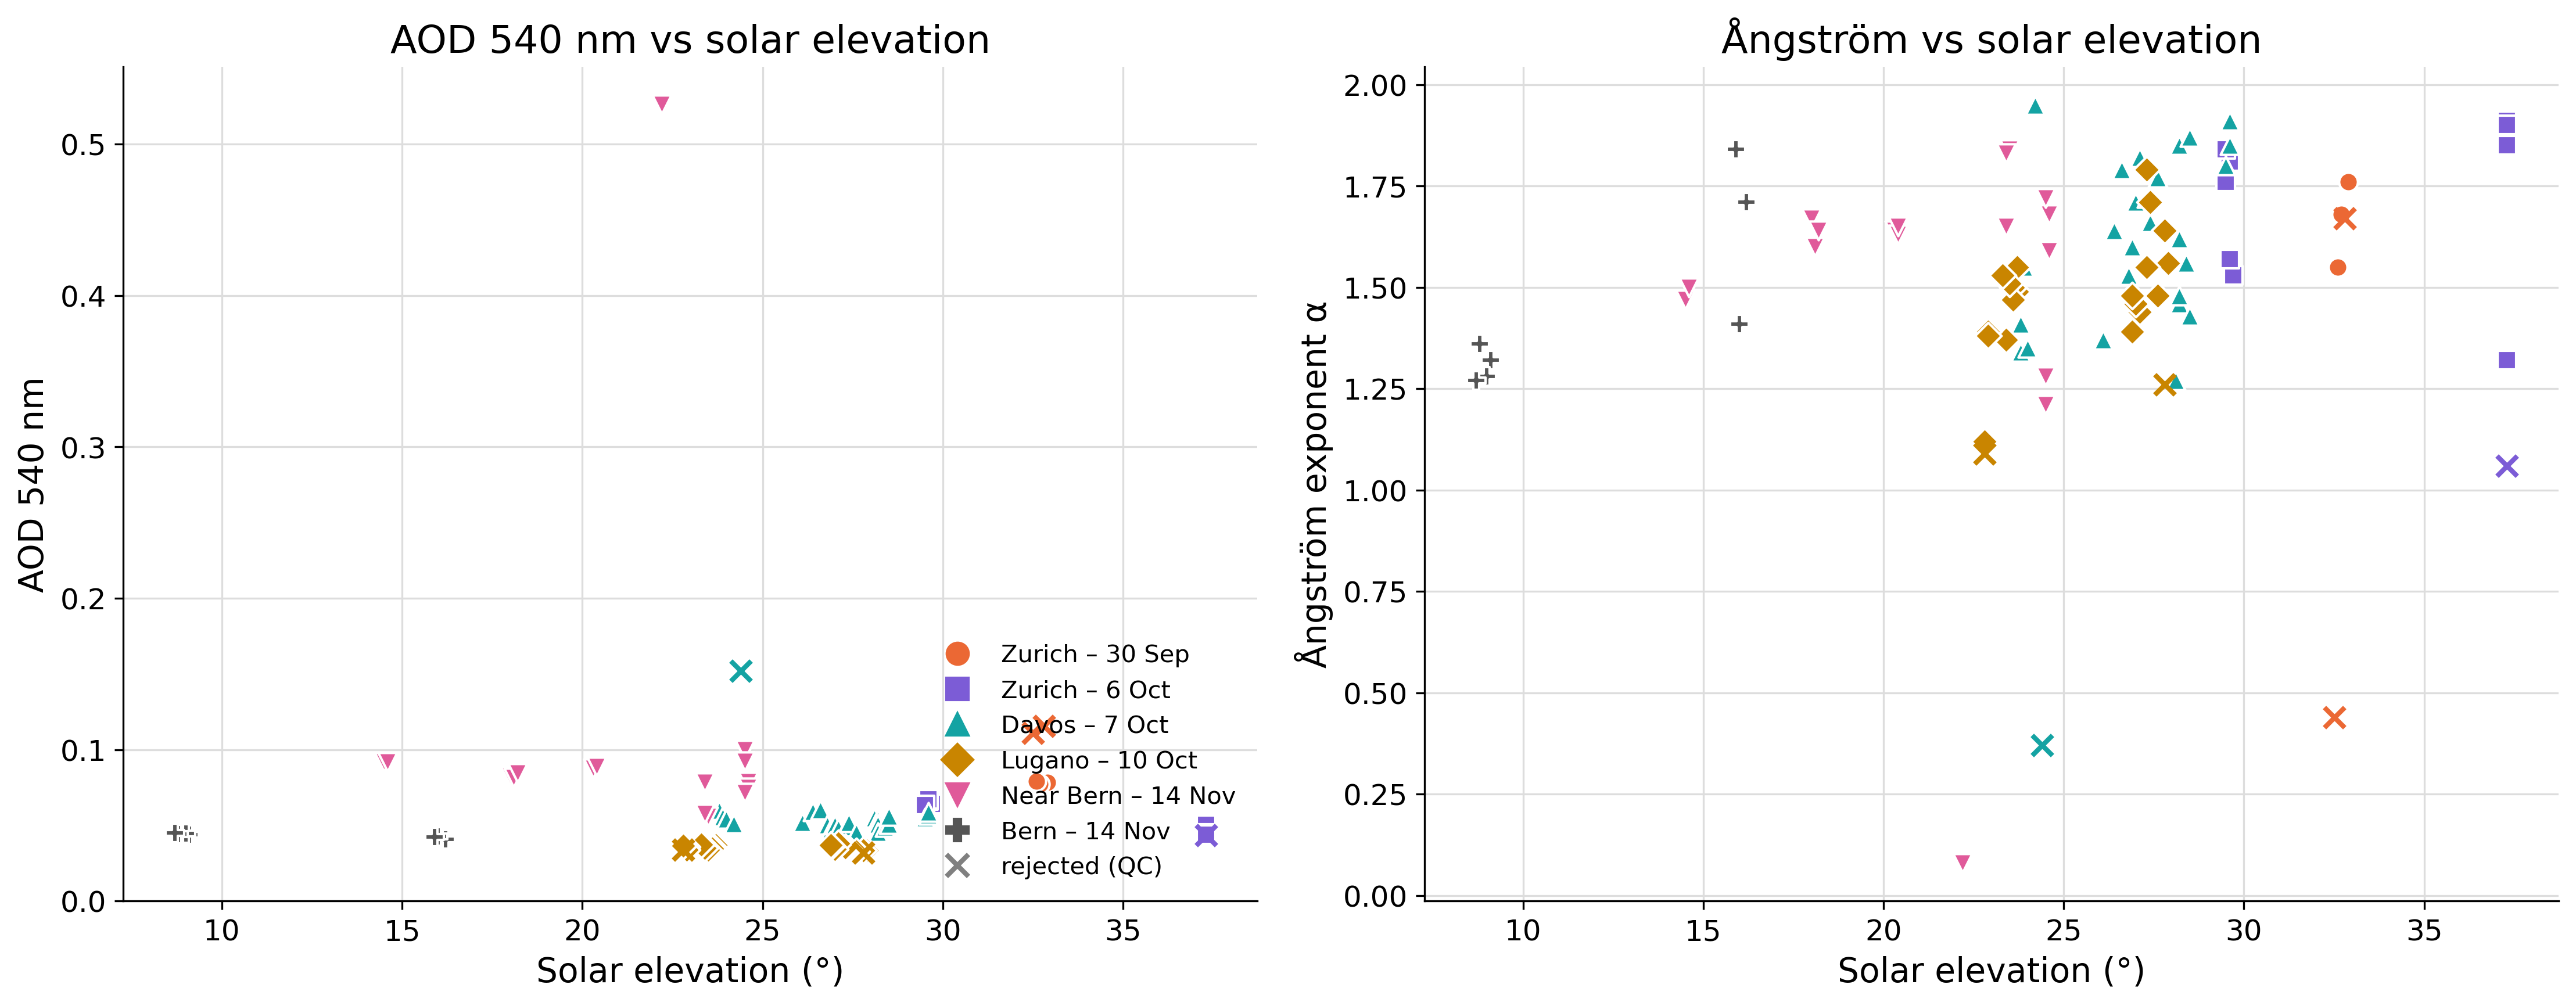 AOD 540 nm vs solar elevation
AOD 540 nm
0.5
0.4
0.3
0.2
0.1
0.0
10 15 20 25 30 35
Solar elevation (°)
Zurich – 30 Sep
Zurich – 6 Oct
Davos – 7 Oct
Lugano – 10 Oct
Near Bern – 14 Nov
Bern – 14 Nov
rejected (QC)
Ångström vs solar elevation
Ångström exponent α
2.00
1.75
1.50
1.25
1.00
0.75
0.50
0.25
0.00
10 15 20 25 30 35
Solar elevation (°)